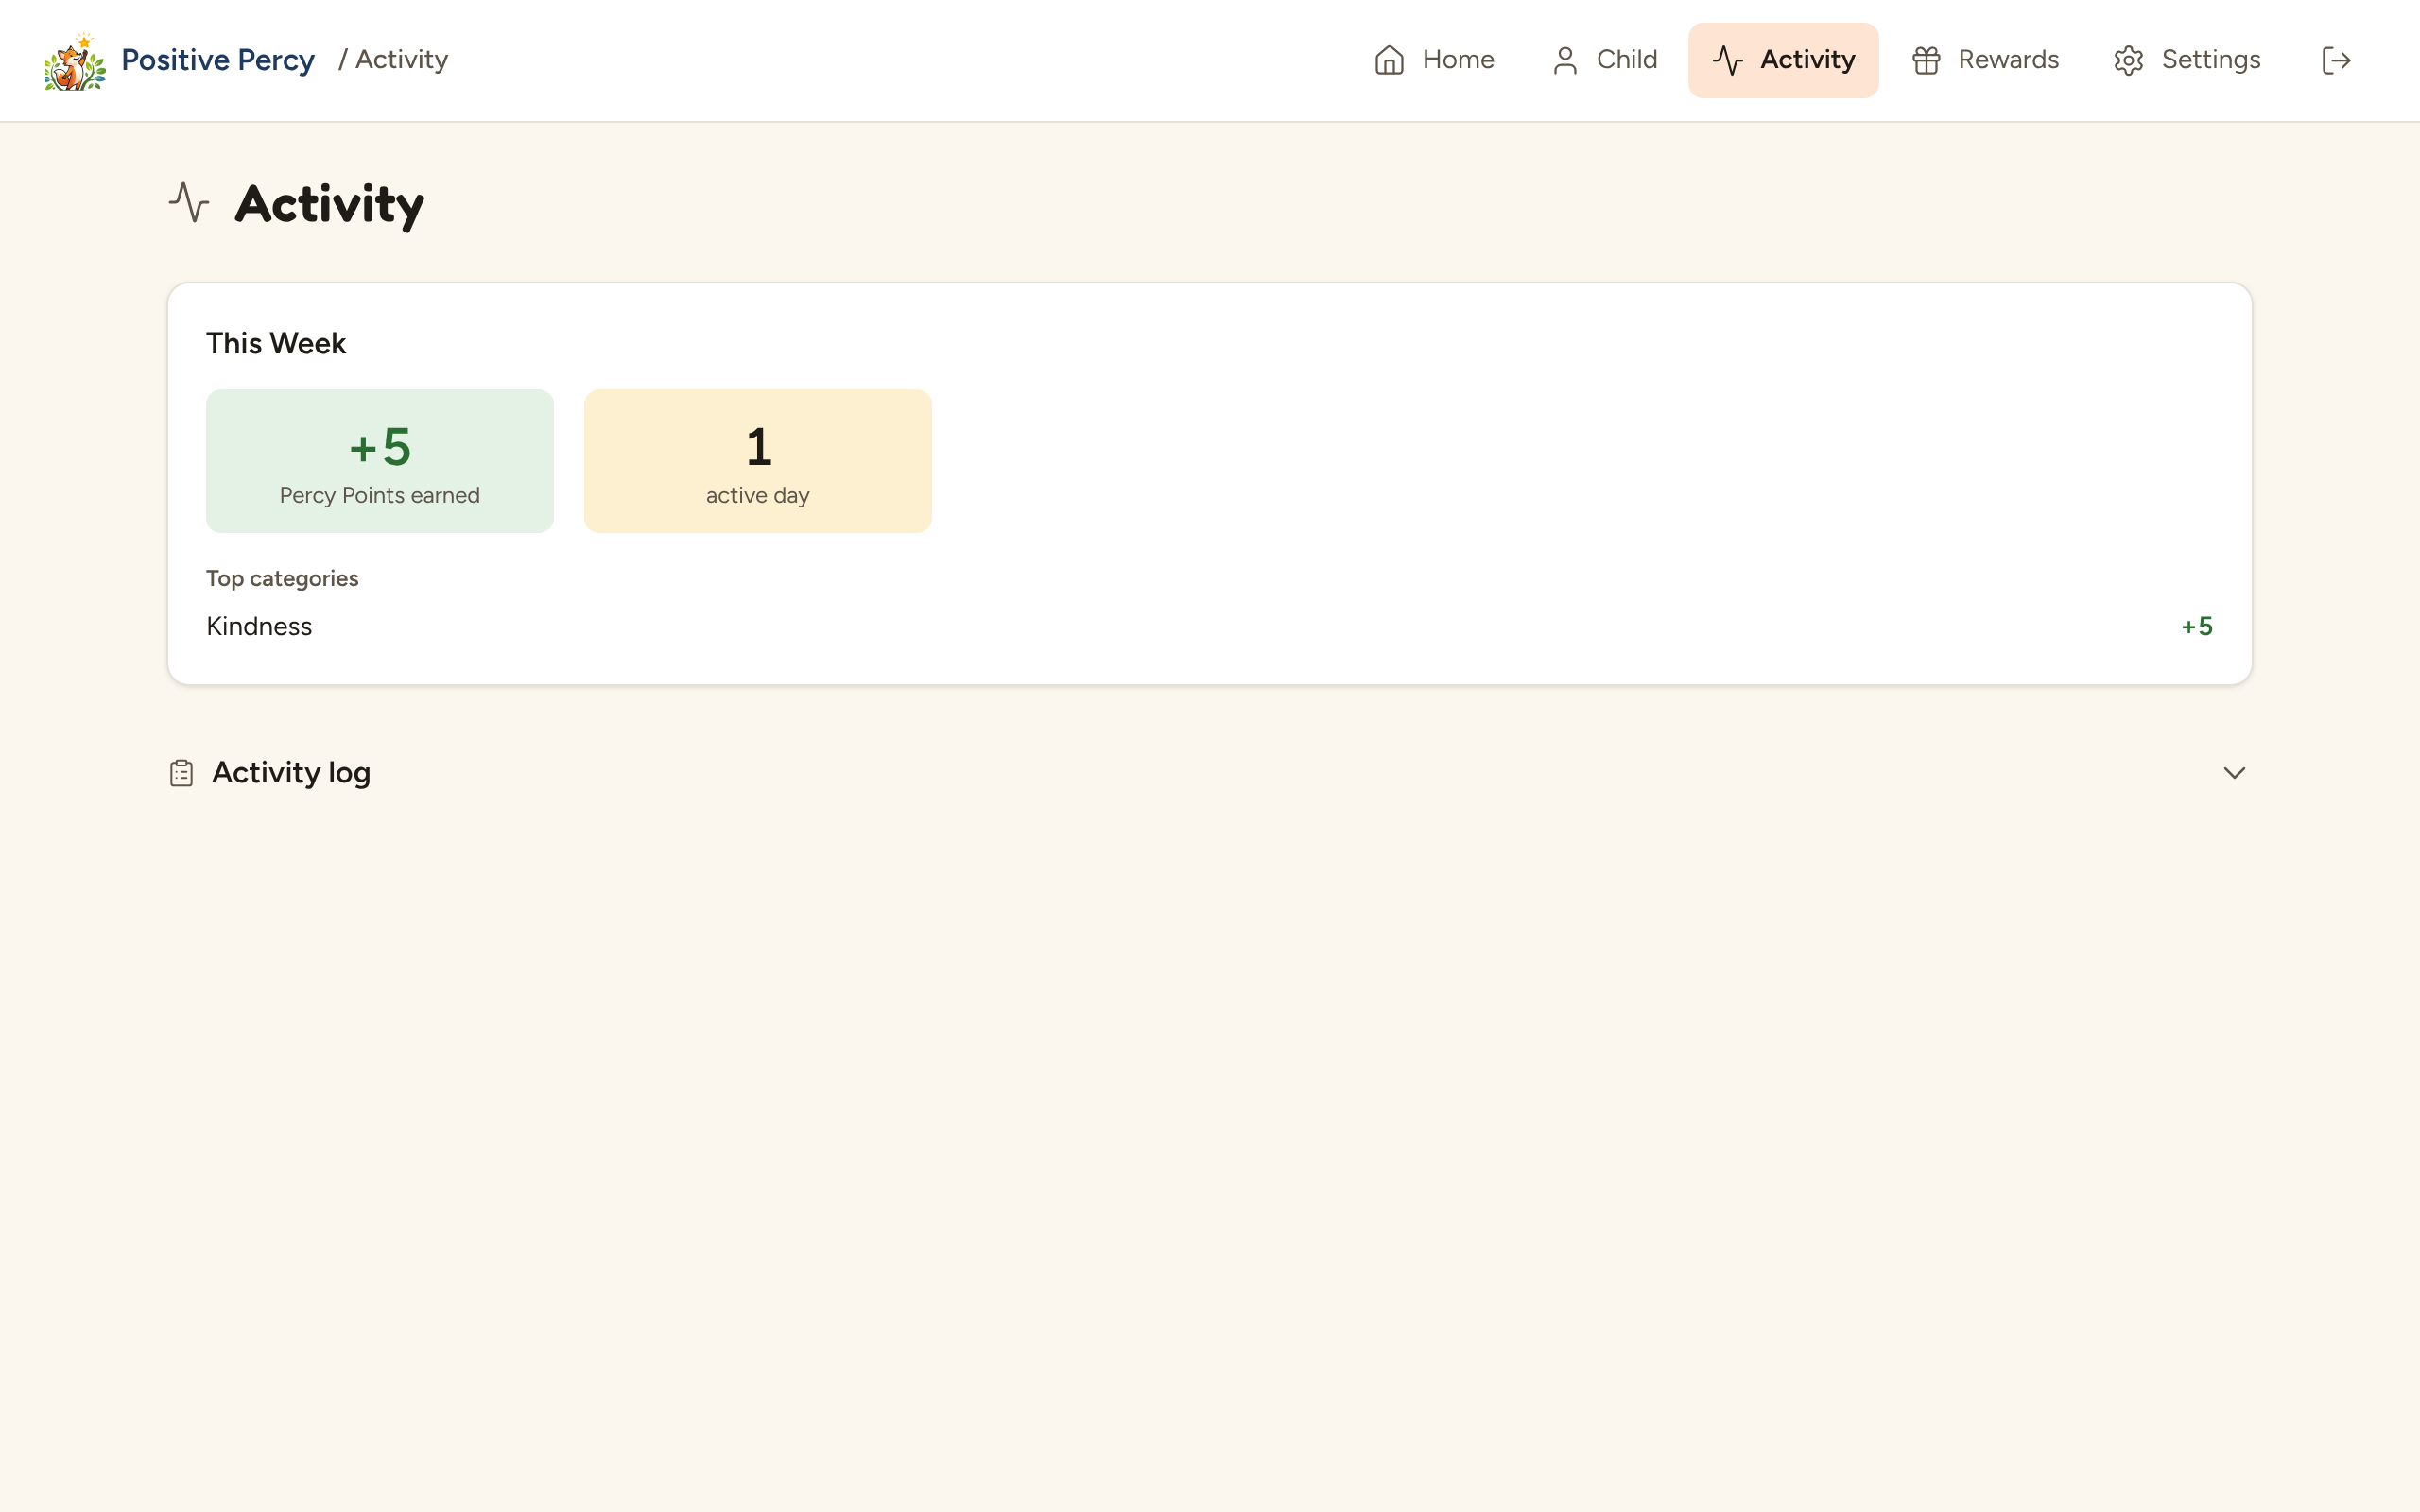 Positive Percy / Activity
Home
Child
Activity
Rewards
Settings
Activity
This Week
+5
Percy Points earned
1
active day
Top categories
Kindness +5
Activity log